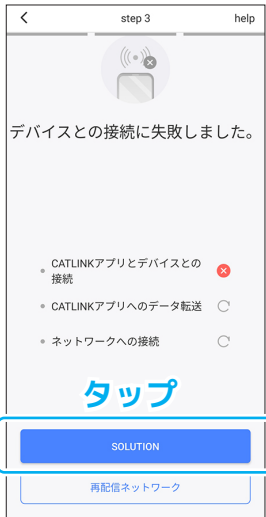 step 3
help
デバイスとの接続に失敗しました。
CATLINKアプリとデバイスとの
接続
CATLINKアプリへのデータ転送
ネットワークへの接続
タップ
SOLUTION
再配信ネットワーク